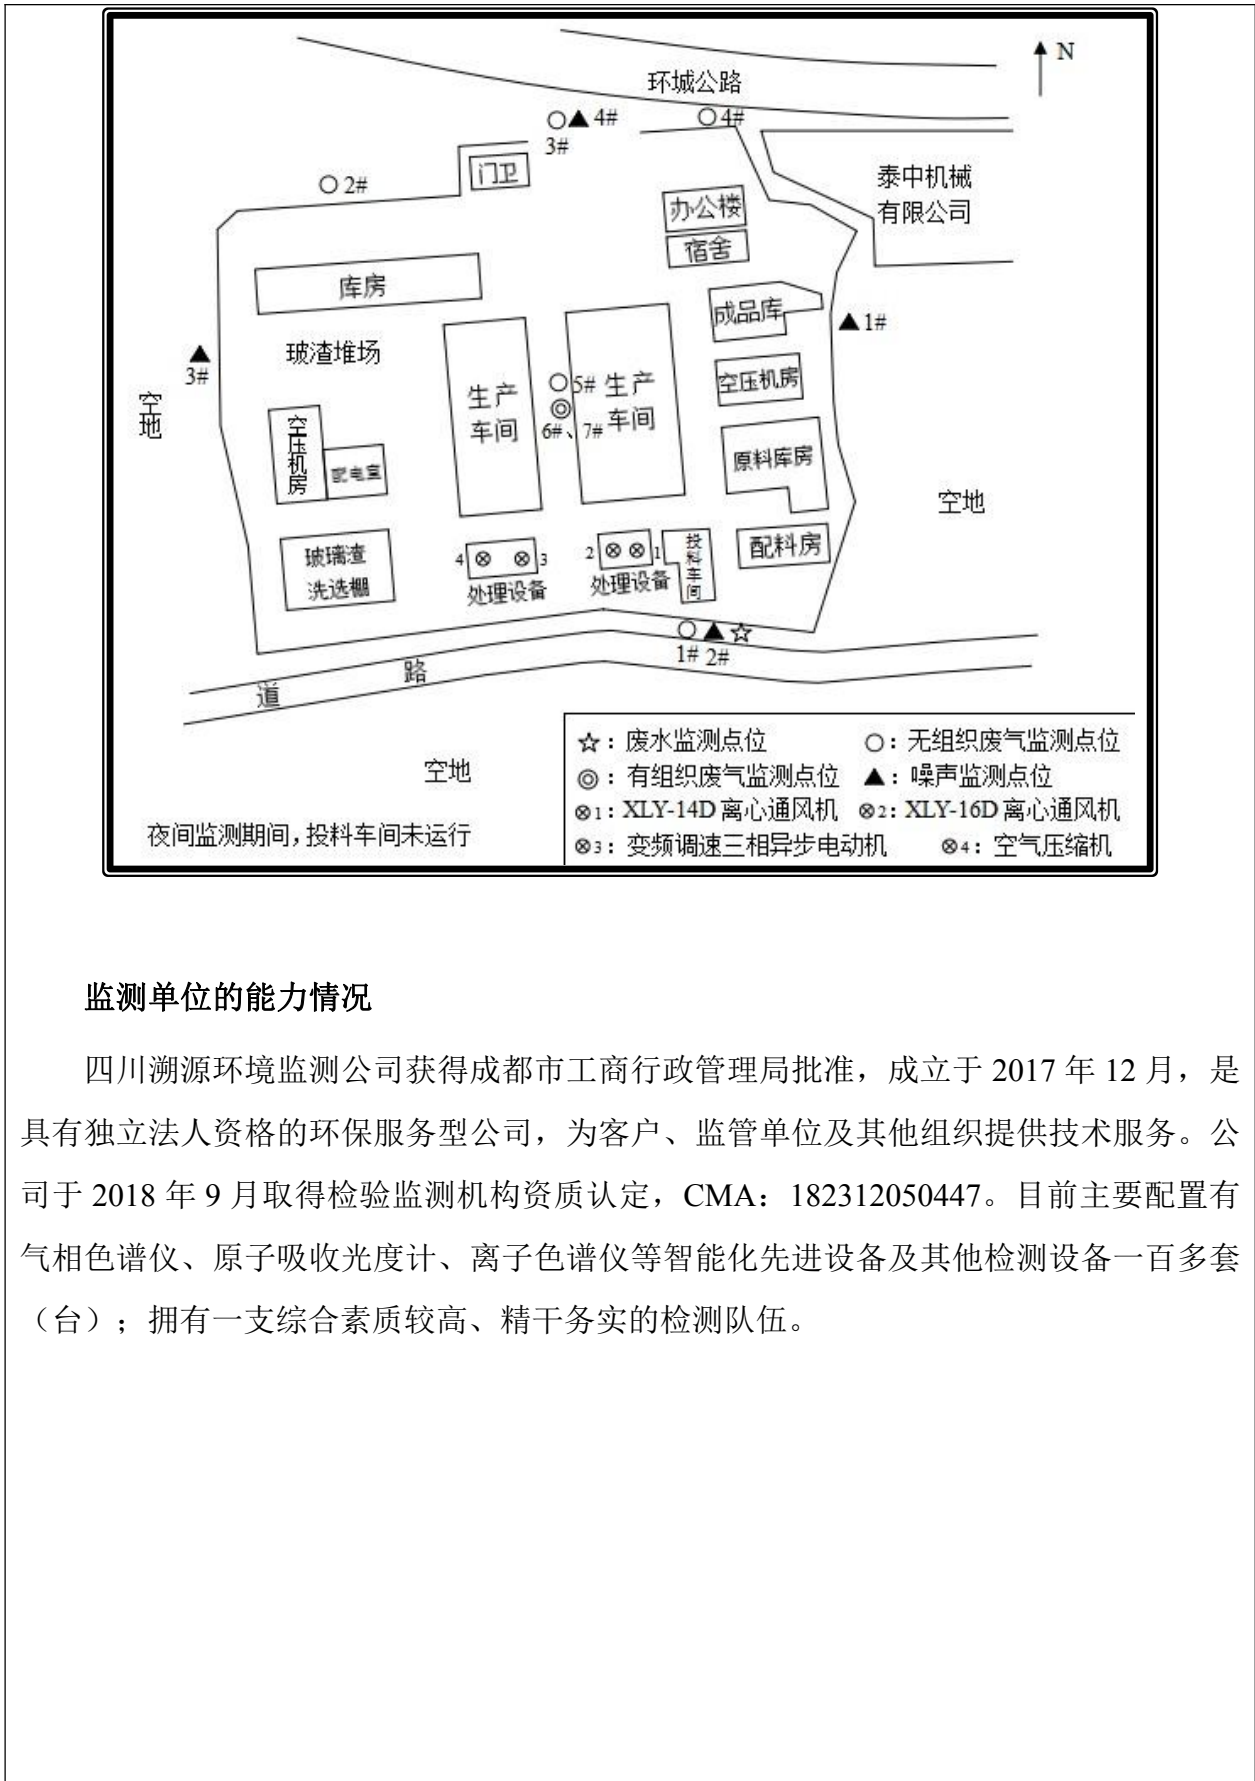 N
环城公路
4#
4#
3#
门卫
2#
泰中机械
有限公司
办公楼
宿舍
库房
成品库
1#
玻渣堆场
3#
空地
生产
车间
5#
生产
车间
6#、7#
空压机房
空压机房
配电室
原料库房
空地
玻璃渣
洗选棚
4
3
处理设备
2
1
处理设备
投料车间
配料房
1#
2#
道路
空地
夜间监测期间，投料车间未运行
☆：废水监测点位
○：无组织废气监测点位
◎：有组织废气监测点位
▲：噪声监测点位
⊗1：XLY-14D 离心通风机
⊗2：XLY-16D 离心通风机
⊗3：变频调速三相异步电动机
⊗4：空气压缩机
监测单位的能力情况
四川溯源环境监测公司获得成都市工商行政管理局批准，成立于 2017 年 12 月，是
具有独立法人资格的环保服务型公司，为客户、监管单位及其他组织提供技术服务。公
司于 2018 年 9 月取得检验监测机构资质认定，CMA：182312050447。目前主要配置有
气相色谱仪、原子吸收光度计、离子色谱仪等智能化先进设备及其他检测设备一百多套
（台）；拥有一支综合素质较高、精干务实的检测队伍。